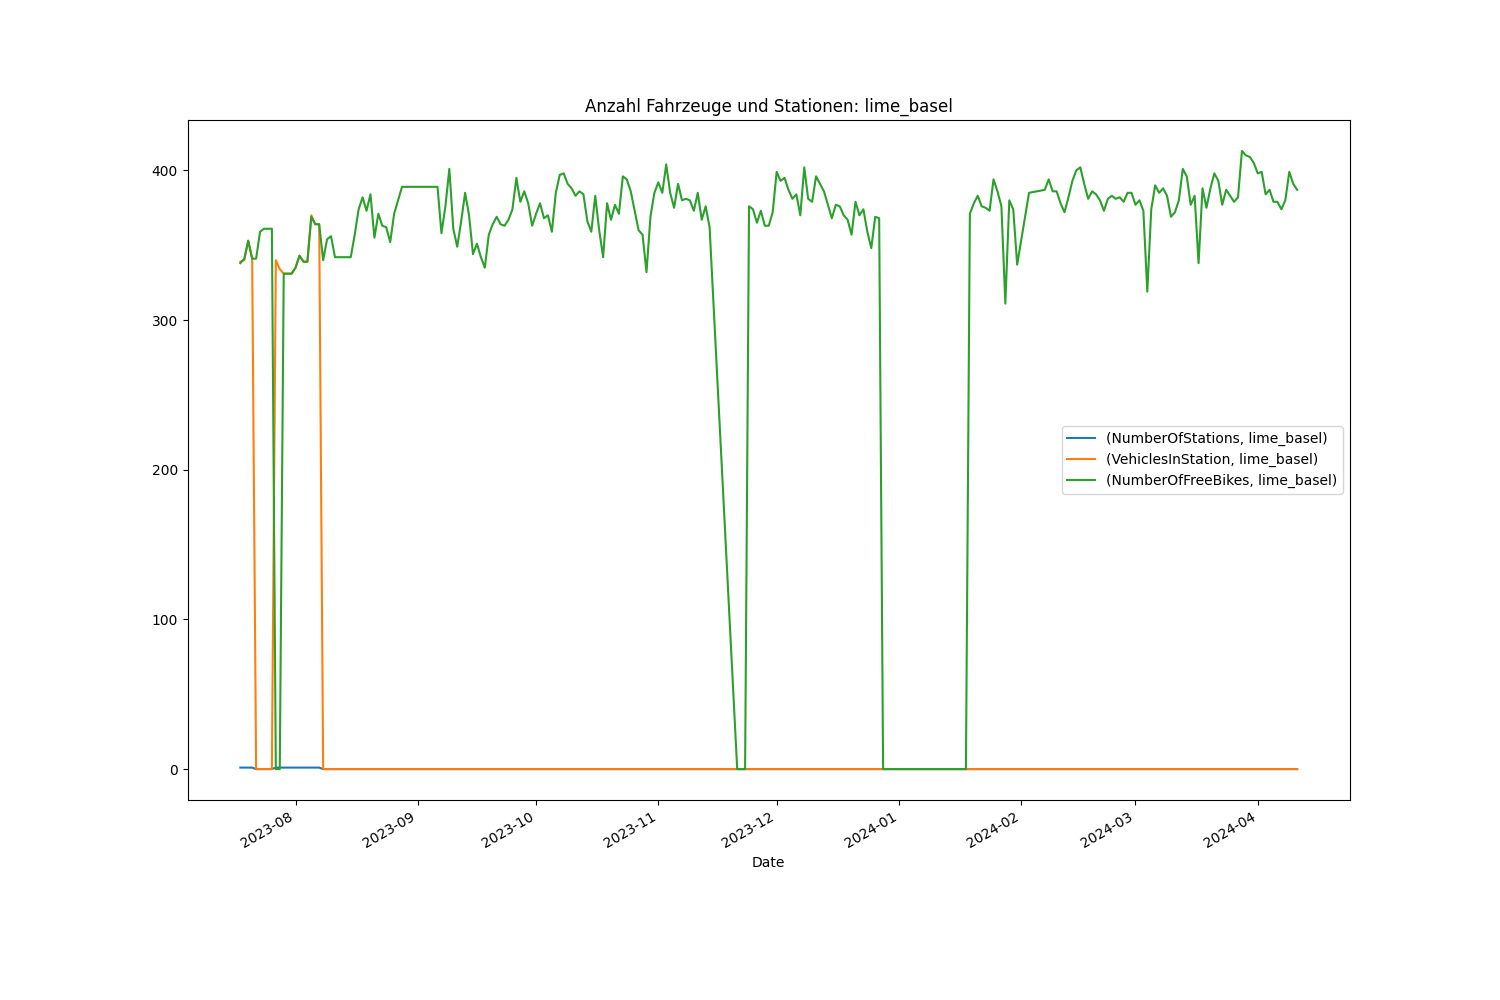 Anzahl Fahrzeuge und Stationen: lime_basel
400
300
200
100
0
(NumberOfStations, lime_basel)
(VehiclesInStation, lime_basel)
(NumberOfFreeBikes, lime_basel)
2023-08
2023-09
2023-10
2023-11
2023-12
2024-01
2024-02
2024-03
2024-04
Date